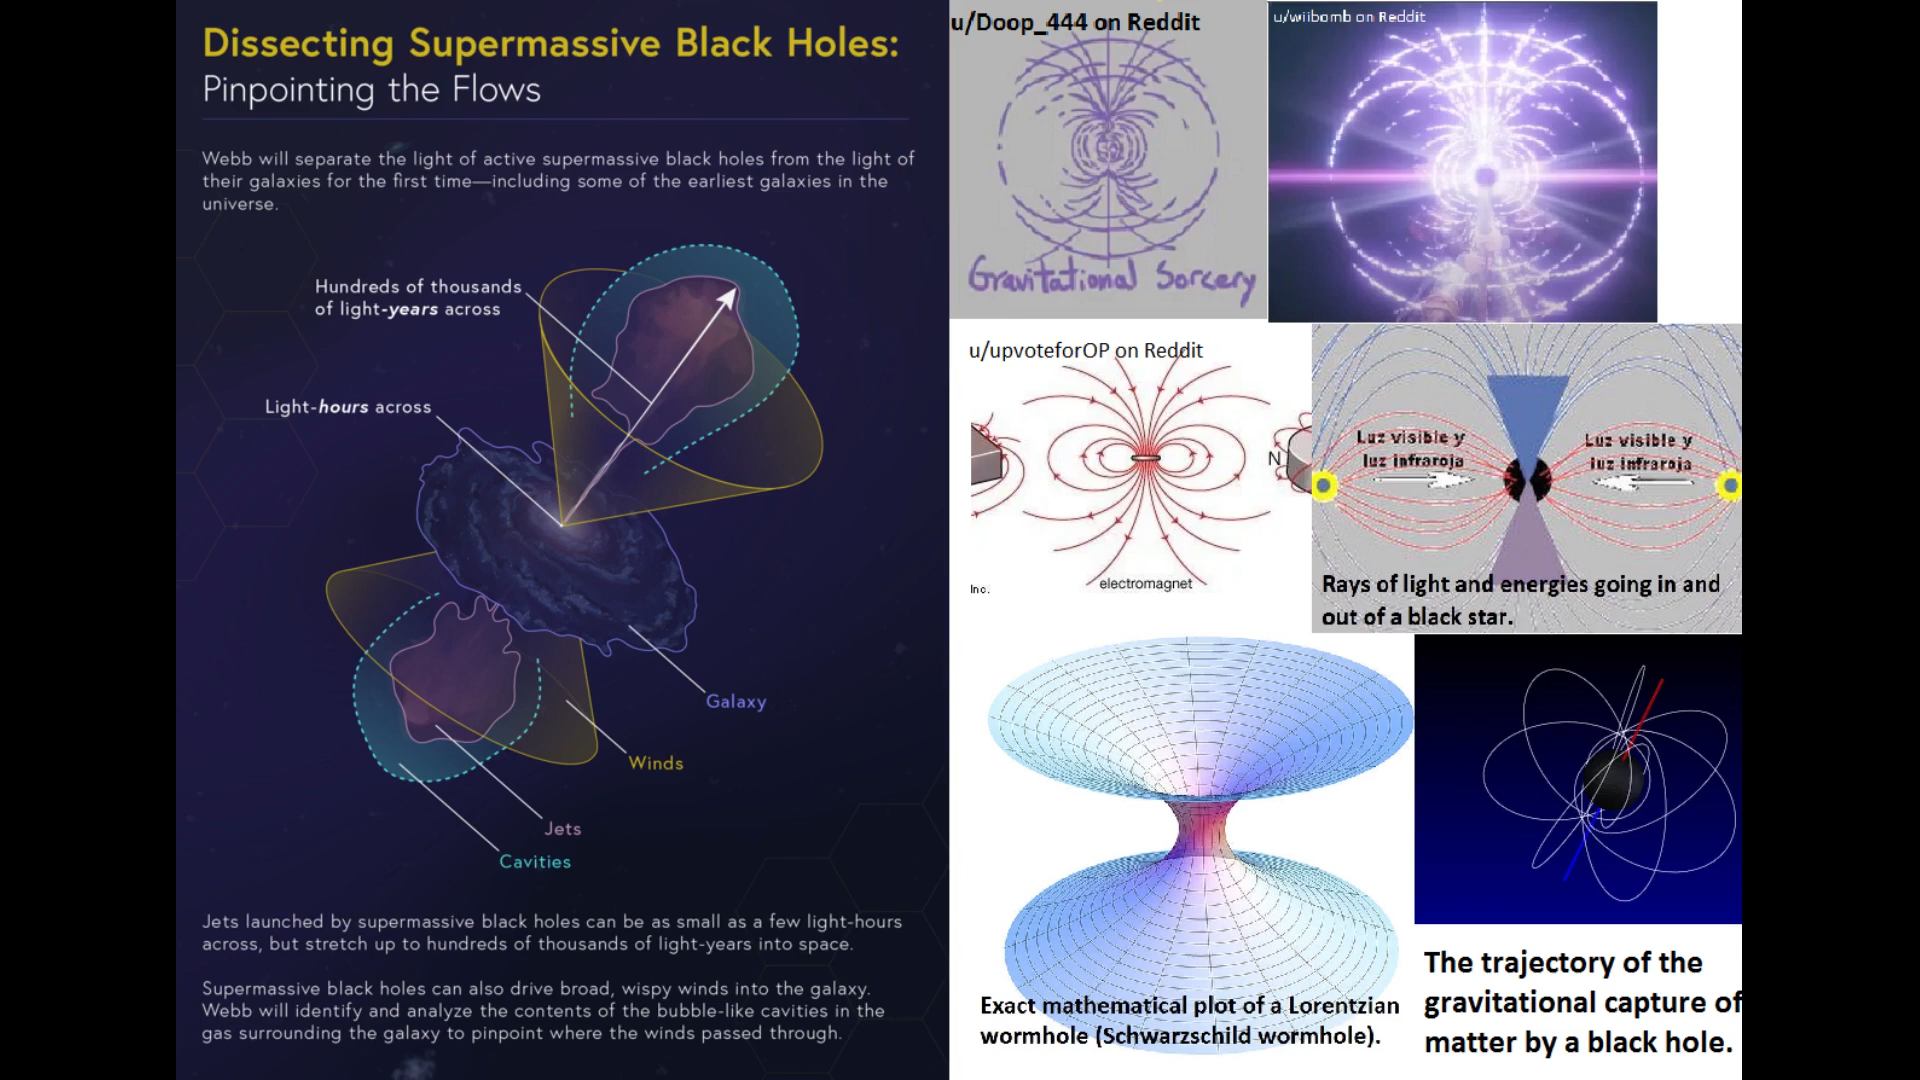 Dissecting Supermassive Black Holes:
Pinpointing the Flows
Webb will separate the light of active supermassive black holes from the light of
their galaxies for the first time—including some of the earliest galaxies in the
universe.
Hundreds of thousands
of light-years across
Light-hours across
Galaxy
Winds
Jets
Cavities
Jets launched by supermassive black holes can be as small as a few light-hours
across, but stretch up to hundreds of thousands of light-years into space.
Supermassive black holes can also drive broad, wispy winds into the galaxy.
Webb will identify and analyze the contents of the bubble-like cavities in the
gas surrounding the galaxy to pinpoint where the winds passed through.
u/Doop_444 on Reddit
Gravitational Sorcery
u/wiibomb on Reddit
u/upvoteforOP on Reddit
N
electromagnet
Inc.
Luz visible y
luz infraroja
Luz visible y
luz infraroja
Rays of light and energies going in and
out of a black star.
Exact mathematical plot of a Lorentzian
wormhole (Schwarzschild wormhole).
The trajectory of the
gravitational capture of
matter by a black hole.